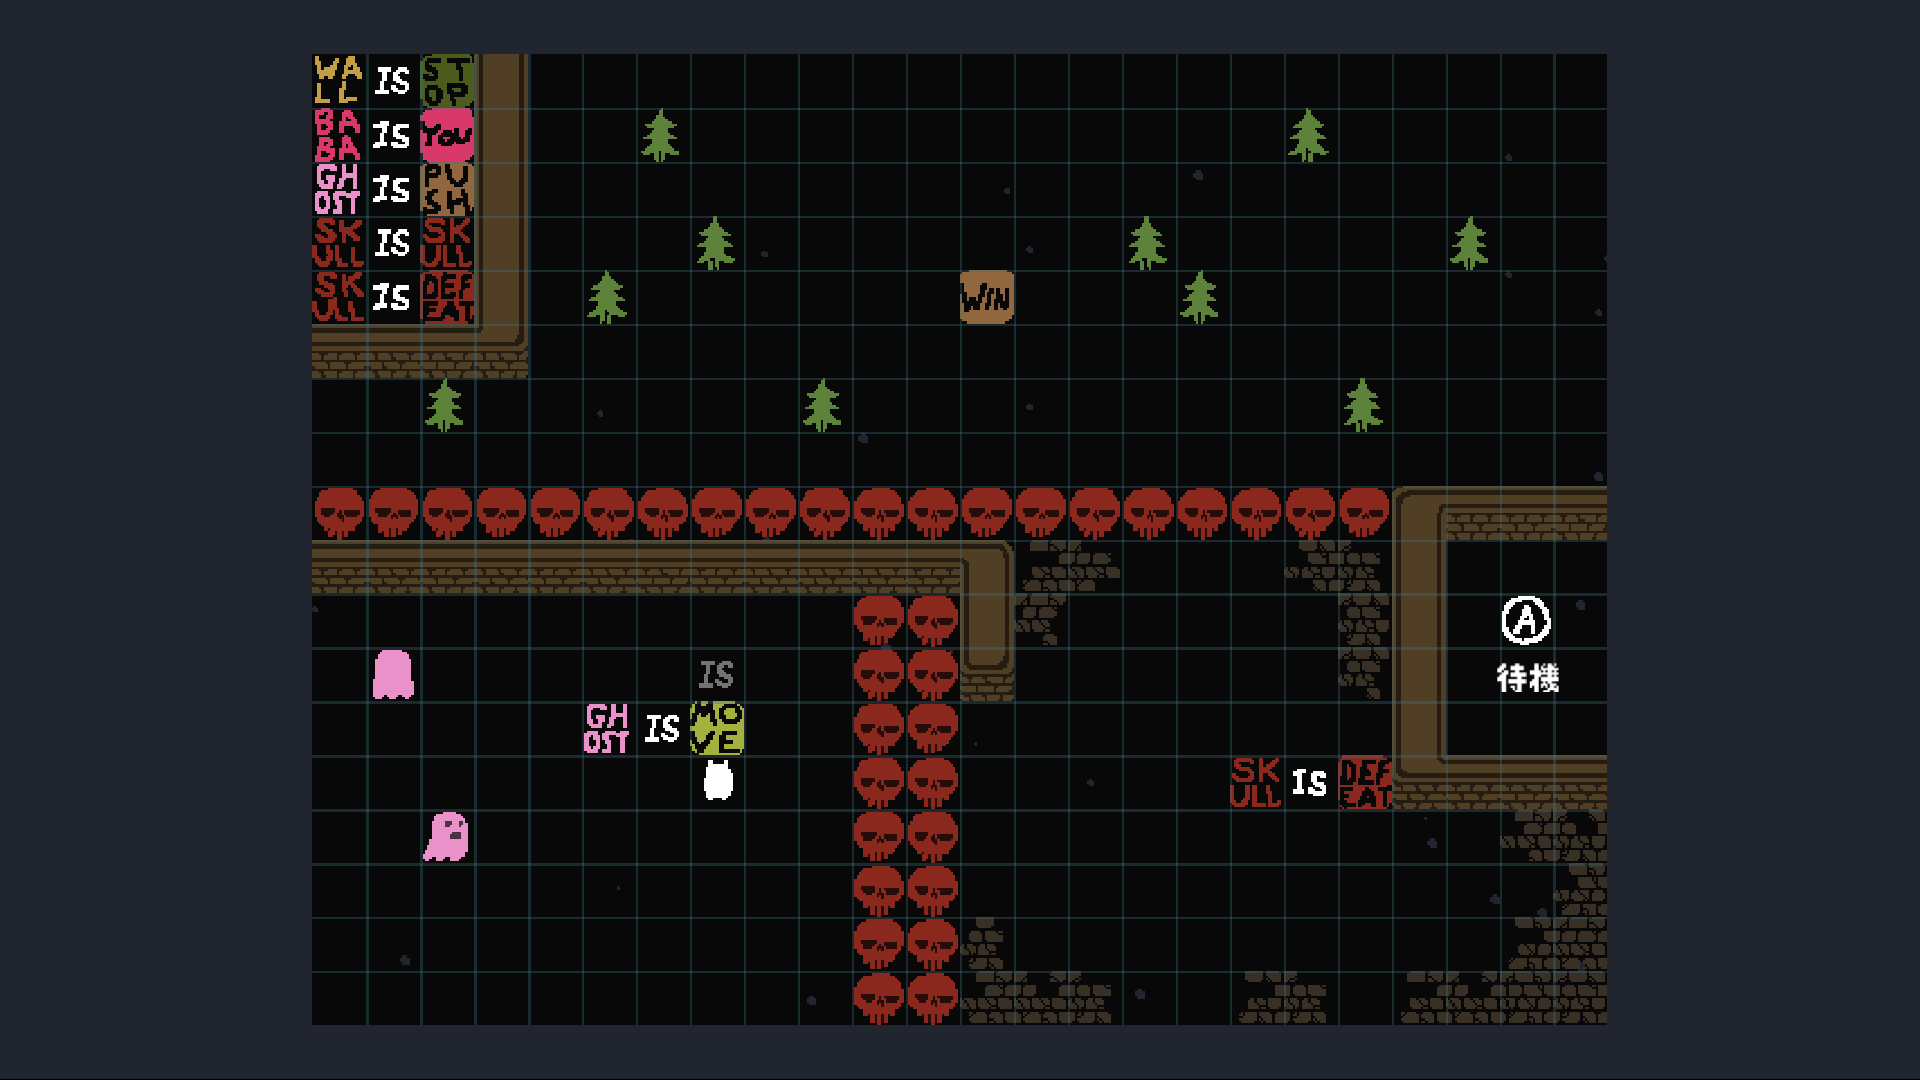 WALL IS STOP
BABA IS YOU
GHOST IS PUSH
SKULL IS SKULL
SKULL IS DEFEAT
WIN
A
待機
IS
GHOST IS MOVE
SKULL IS DEFEAT